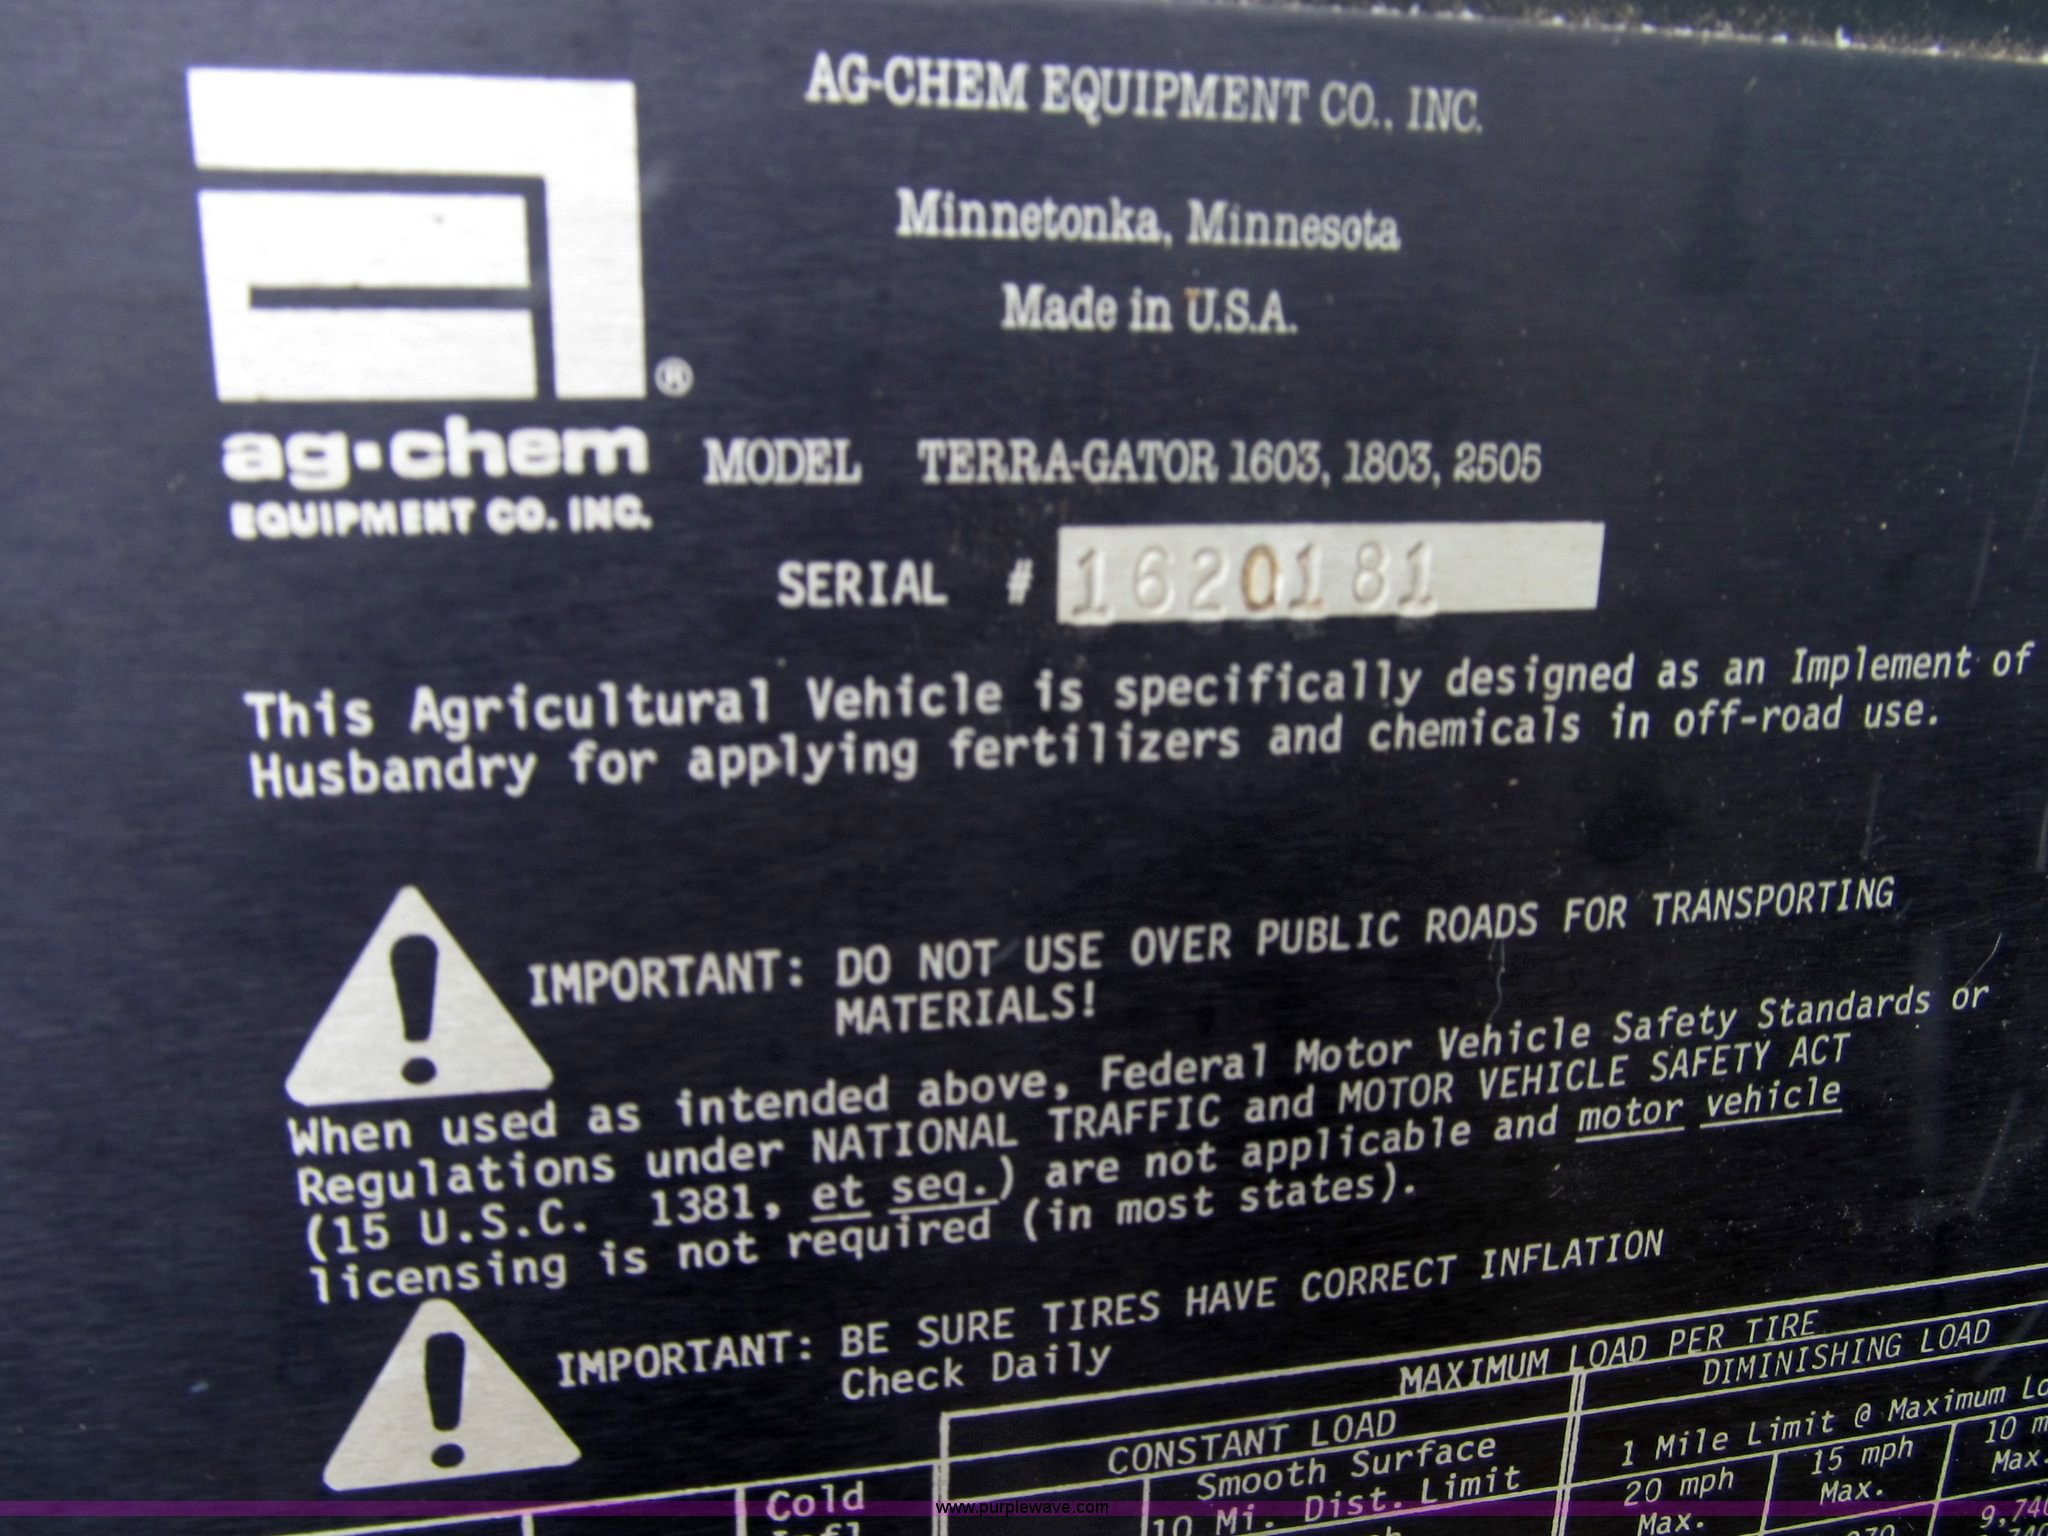 AG-CHEM EQUIPMENT CO., INC.
Minnetonka, Minnesota
Made in U.S.A.
®
ag·chem
EQUIPMENT CO. INC.
MODEL TERRA-GATOR 1603, 1803, 2505
SERIAL # 1620181
This Agricultural Vehicle is specifically designed as an Implement of
Husbandry for applying fertilizers and chemicals in off-road use.
IMPORTANT: DO NOT USE OVER PUBLIC ROADS FOR TRANSPORTING
MATERIALS!
When used as intended above, Federal Motor Vehicle Safety Standards or
Regulations under NATIONAL TRAFFIC and MOTOR VEHICLE SAFETY ACT
(15 U.S.C. 1381, et seq.) are not applicable and motor vehicle
licensing is not required (in most states).
IMPORTANT: BE SURE TIRES HAVE CORRECT INFLATION
Check Daily
MAXIMUM LOAD PER TIRE
CONSTANT LOAD
DIMINISHING LOAD
Smooth Surface
10 Mi. Dist. Limit
1 Mile Limit @ Maximum
20 mph
Max.
15 mph
Max.
10
Max.
Cold
www.purplewave.com